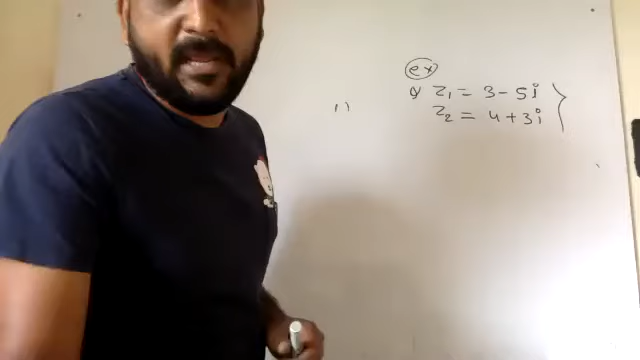 ex
Q Z₁ = 3 - 5i
Z₂ = 4 + 3i